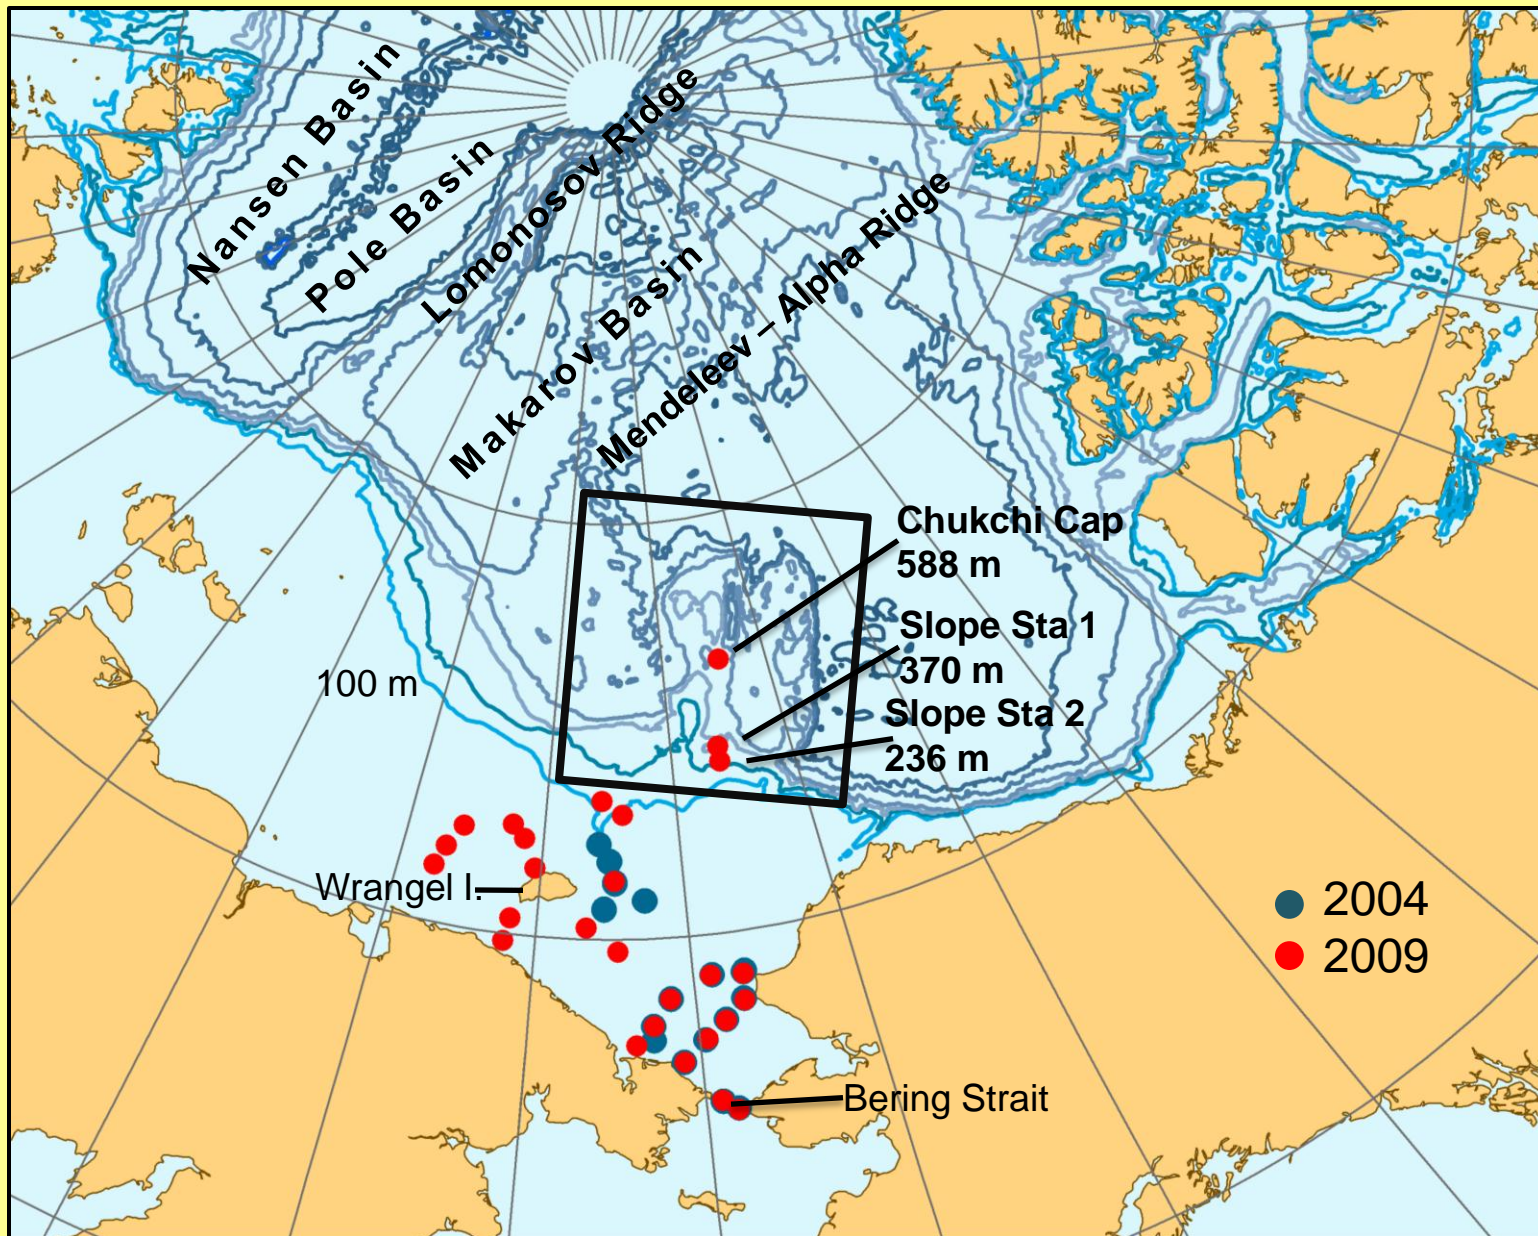 Nansen Basin
Pole Basin
Lomonosov Ridge
Makarov Basin
Mendeleev – Alpha Ridge
Chukchi Cap
588 m
Slope Sta 1
370 m
Slope Sta 2
236 m
100 m
Wrangel I.
2004
2009
Bering Strait